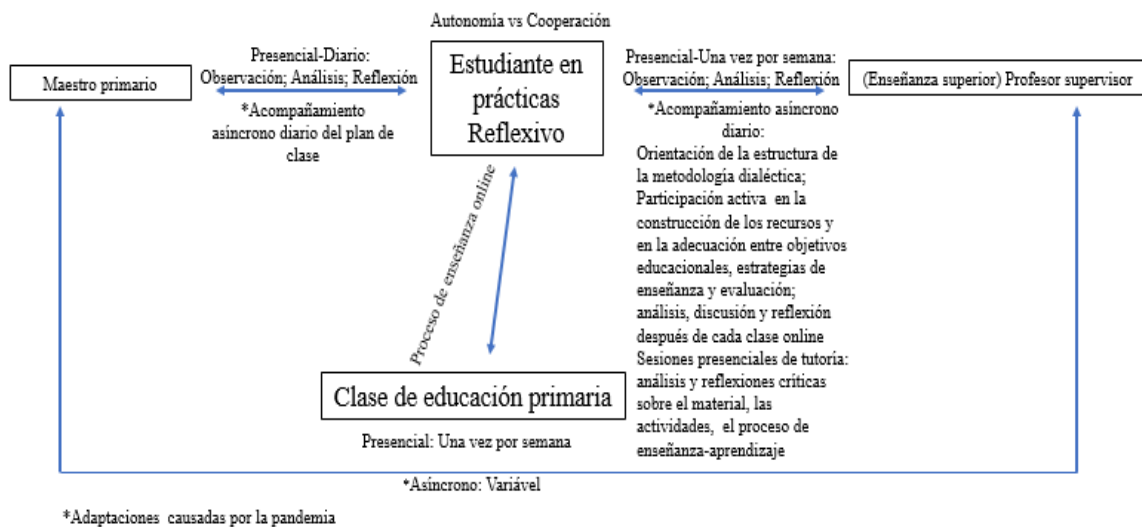 Autonomía vs Cooperación
Presencial-Diario:
Observación; Análisis; Reflexión
Maestro primario
*Acompañamiento
asíncrono diario del plan de
clase
Estudiante en
prácticas
Reflexivo
Presencial-Una vez por semana:
Observación; Análisis; Reflexión
(Enseñanza superior) Profesor supervisor
*Acompañamiento asíncrono
diario:
Orientación de la estructura de
la metodología dialéctica;
Participación activa en la
construcción de los recursos y
en la adecuación entre objetivos
educacionales, estrategias de
enseñanza y evaluación;
análisis, discusión y reflexión
después de cada clase online
Sesiones presenciales de tutoría:
análisis y reflexiones críticas
sobre el material, las
actividades, el proceso de
enseñanza-aprendizaje
Proceso de enseñanza online
Clase de educación primaria
Presencial: Una vez por semana
*Asíncrono: Variável
*Adaptaciones causadas por la pandemia